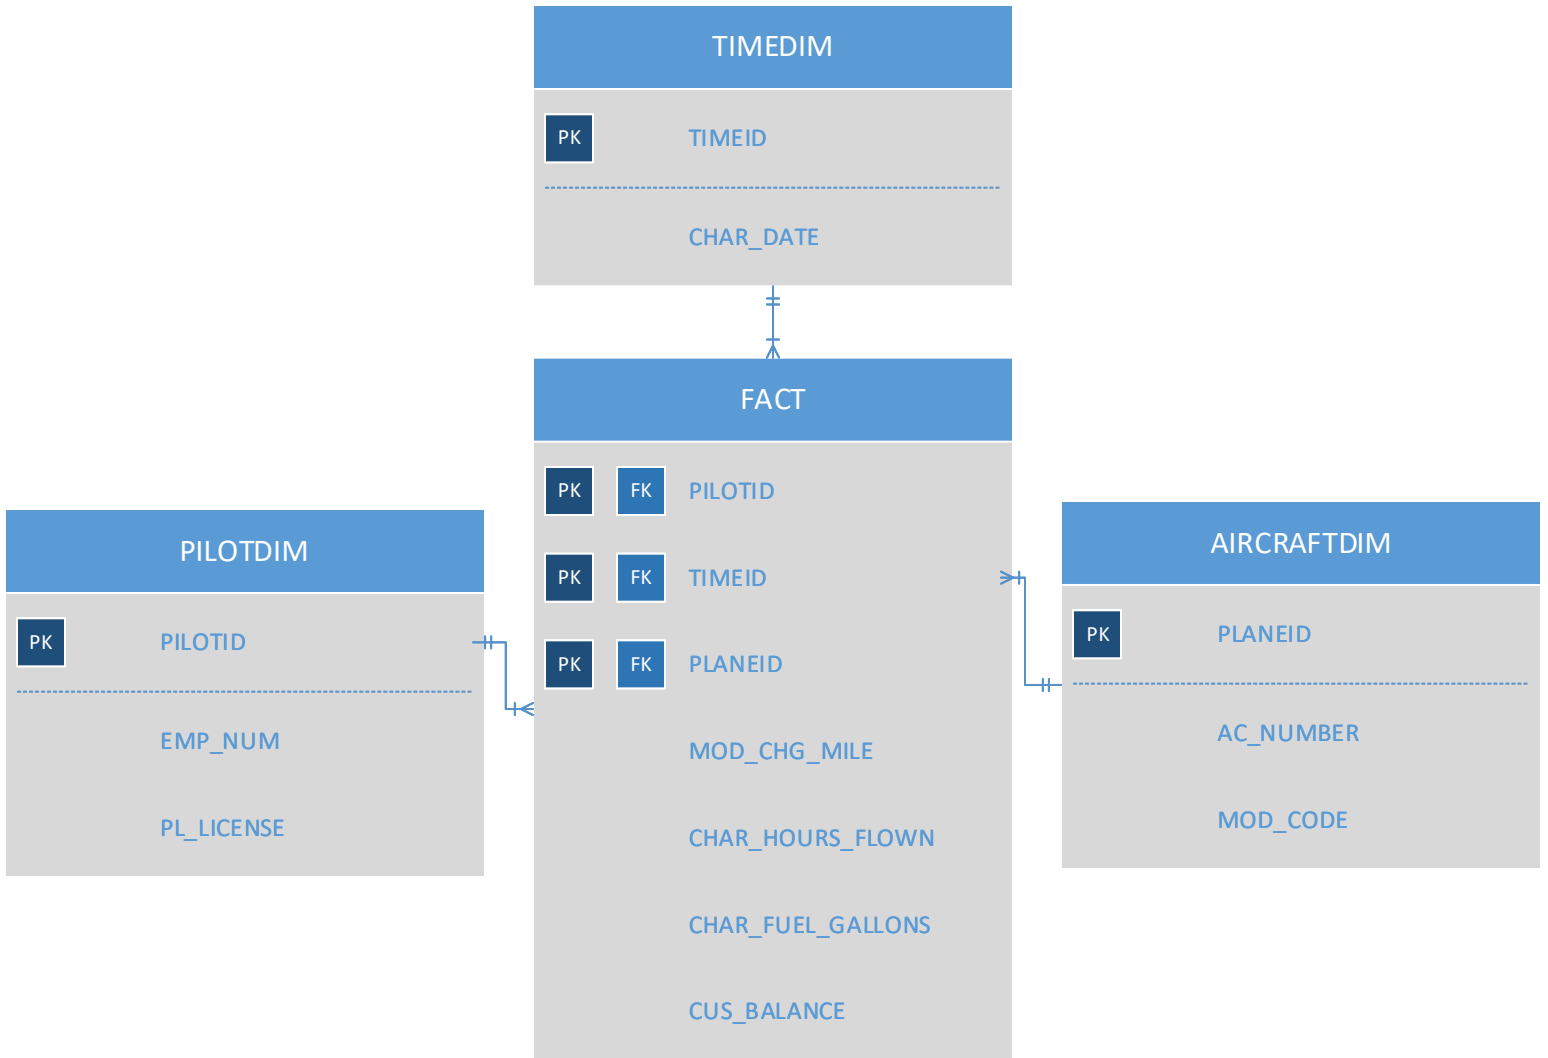 TIMEDIM
PK TIMEID
CHAR_DATE
FACT
PK FK PILOTID
PK FK TIMEID
PK FK PLANEID
MOD_CHG_MILE
CHAR_HOURS_FLOWN
CHAR_FUEL_GALLONS
CUS_BALANCE
PILOTDIM
PK PILOTID
EMP_NUM
PL_LICENSE
AIRCRAFTDIM
PK PLANEID
AC_NUMBER
MOD_CODE